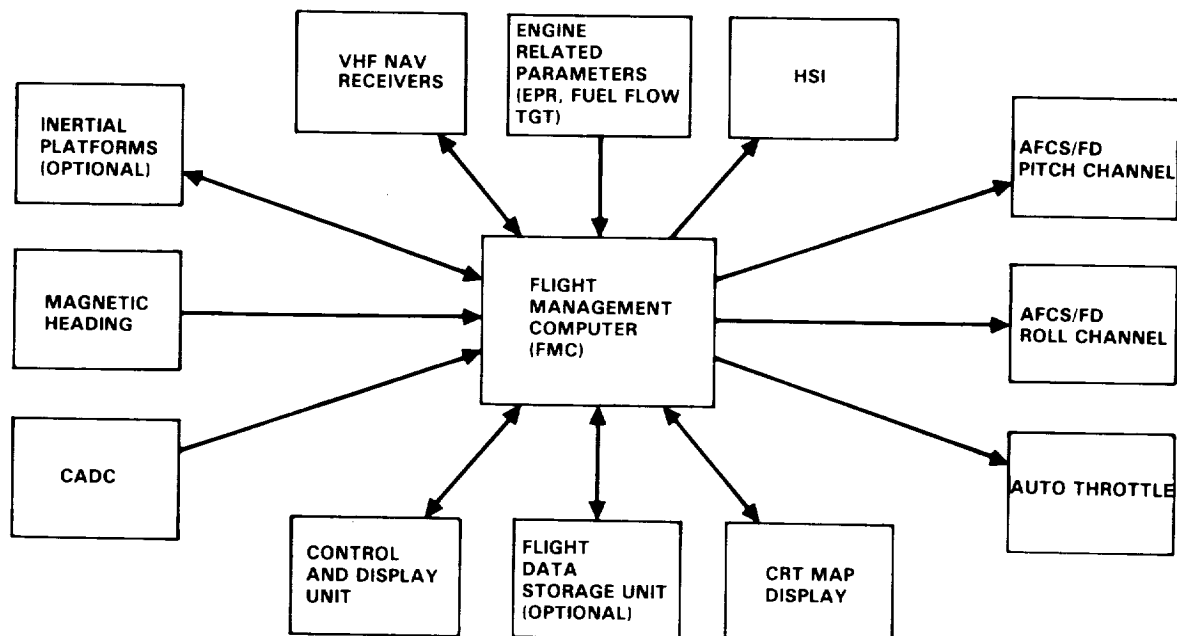 VHF NAV
RECEIVERS
ENGINE
RELATED
PARAMETERS
(EPR, FUEL FLOW
TGT)
HSI
INERTIAL
PLATFORMS
(OPTIONAL)
AFCS/FD
PITCH CHANNEL
MAGNETIC
HEADING
FLIGHT
MANAGEMENT
COMPUTER
(FMC)
AFCS/FD
ROLL CHANNEL
CADC
AUTO THROTTLE
CONTROL
AND DISPLAY
UNIT
FLIGHT
DATA
STORAGE UNIT
(OPTIONAL)
CRT MAP
DISPLAY